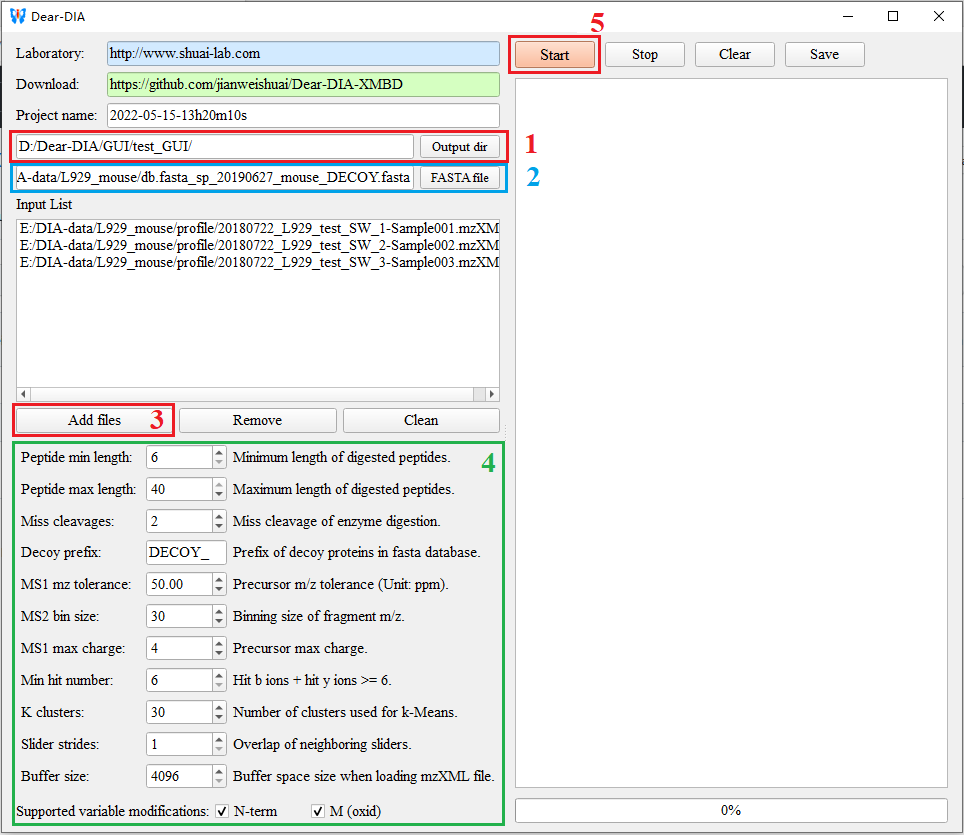 Dear-DIA
5
Laboratory: http://www.shuai-lab.com
Start Stop Clear Save
Download: https://github.com/jianweishuai/Dear-DIA-XMBD
Project name: 2022-05-15-13h20m10s
D:/Dear-DIA/GUI/test_GUI/ Output dir 1
A-data/L929_mouse/db.fasta_sp_20190627_mouse_DECOY.fasta FASTA file 2
Input List
E:/DIA-data/L929_mouse/profile/20180722_L929_test_SW_1-Sample001.mzXM
E:/DIA-data/L929_mouse/profile/20180722_L929_test_SW_2-Sample002.mzXM
E:/DIA-data/L929_mouse/profile/20180722_L929_test_SW_3-Sample003.mzXM
Add files 3 Remove Clean
Peptide min length: 6 Minimum length of digested peptides. 4
Peptide max length: 40 Maximum length of digested peptides.
Miss cleavages: 2 Miss cleavage of enzyme digestion.
Decoy prefix: DECOY_ Prefix of decoy proteins in fasta database.
MS1 mz tolerance: 50.00 Precursor m/z tolerance (Unit: ppm).
MS2 bin size: 30 Binning size of fragment m/z.
MS1 max charge: 4 Precursor max charge.
Min hit number: 6 Hit b ions + hit y ions >= 6.
K clusters: 30 Number of clusters used for k-Means.
Slider strides: 1 Overlap of neighboring sliders.
Buffer size: 4096 Buffer space size when loading mzXML file.
Supported variable modifications: N-term M (oxid)
0%